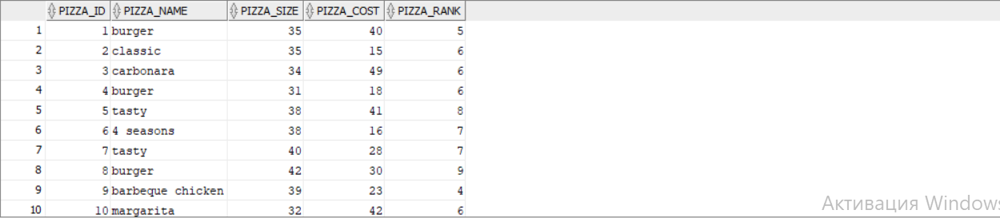 PIZZA_ID PIZZA_NAME PIZZA_SIZE PIZZA_COST PIZZA_RANK
1 1 burger 35 40 5
2 2 classic 35 15 6
3 3 carbonara 34 49 6
4 4 burger 31 18 6
5 5 tasty 38 41 8
6 6 4 seasons 38 16 7
7 7 tasty 40 28 7
8 8 burger 42 30 9
9 9 barbeque chicken 39 23 4
10 10 margarita 32 42 6
Активация Windows